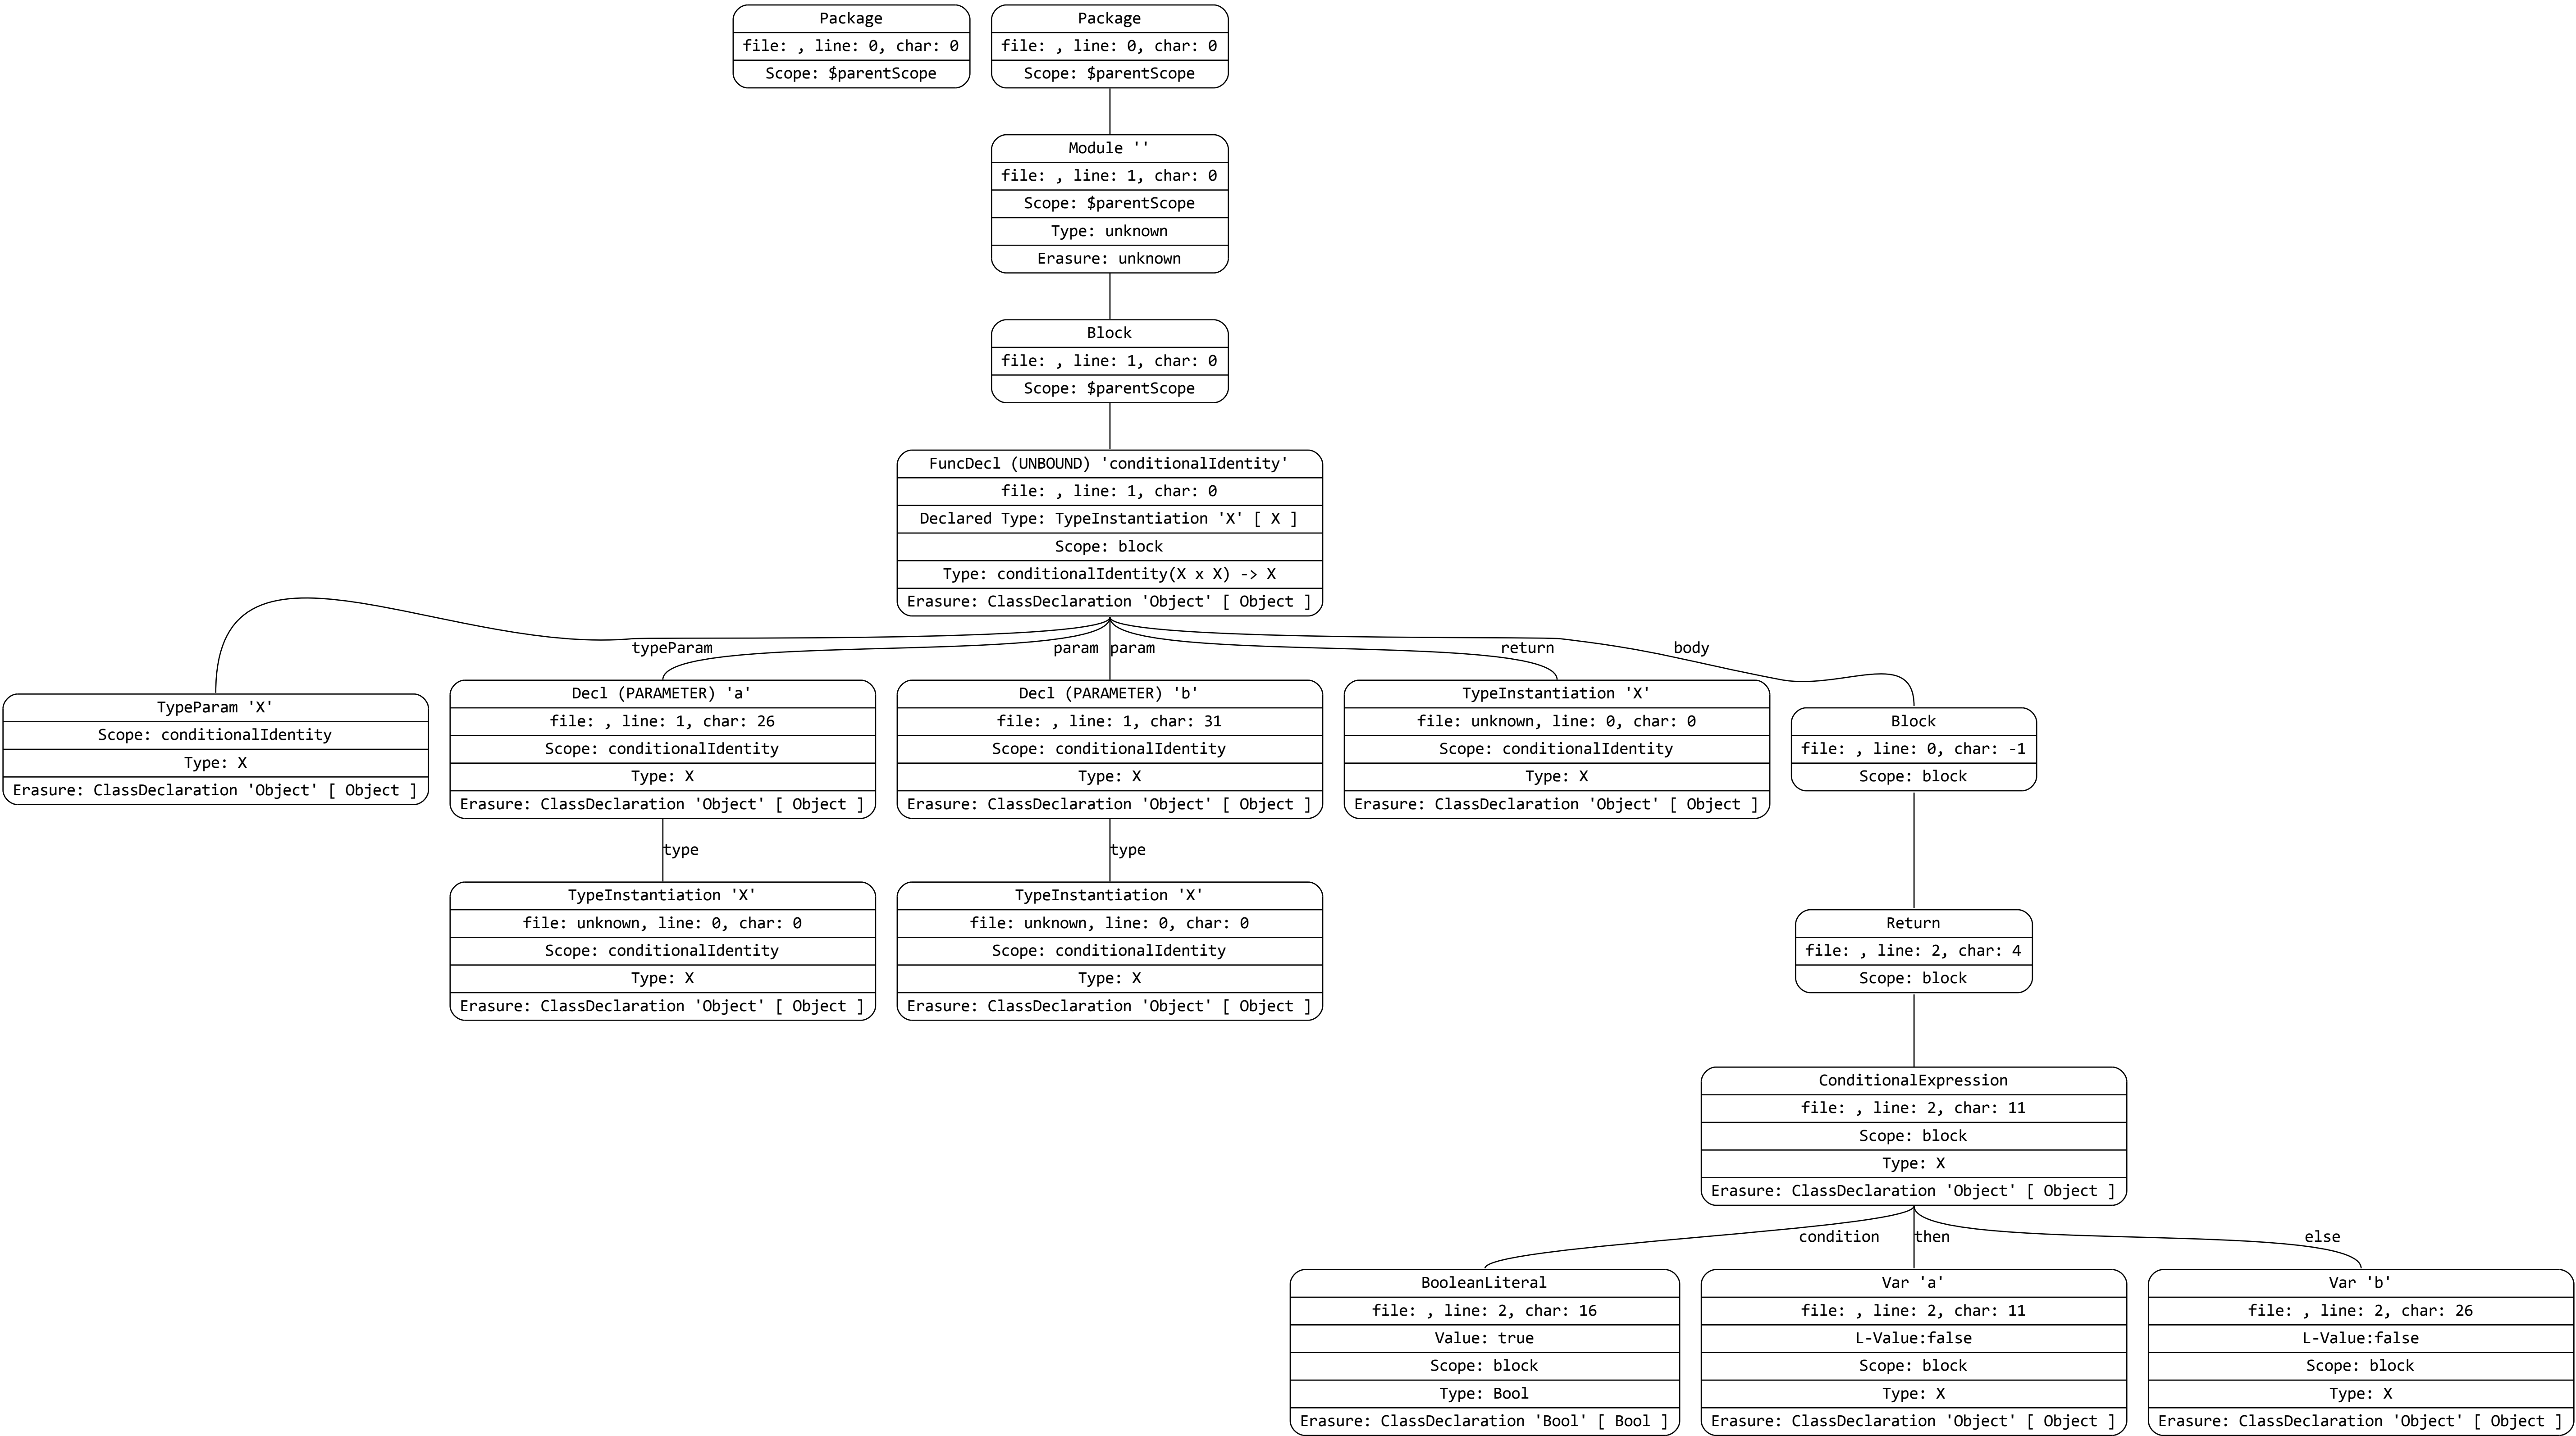 Package
file: , line: 0, char: 0
Scope: $parentScope
Package
file: , line: 0, char: 0
Scope: $parentScope
Module ''
file: , line: 1, char: 0
Scope: $parentScope
Type: unknown
Erasure: unknown
Block
file: , line: 1, char: 0
Scope: $parentScope
FuncDecl (UNBOUND) 'conditionalIdentity'
file: , line: 1, char: 0
Declared Type: TypeInstantiation 'X' [ X ]
Scope: block
Type: conditionalIdentity(X x X) -> X
Erasure: ClassDeclaration 'Object' [ Object ]
typeParam
param
param
return
body
TypeParam 'X'
Scope: conditionalIdentity
Type: X
Erasure: ClassDeclaration 'Object' [ Object ]
Decl (PARAMETER) 'a'
file: , line: 1, char: 26
Scope: conditionalIdentity
Type: X
Erasure: ClassDeclaration 'Object' [ Object ]
Decl (PARAMETER) 'b'
file: , line: 1, char: 31
Scope: conditionalIdentity
Type: X
Erasure: ClassDeclaration 'Object' [ Object ]
TypeInstantiation 'X'
file: unknown, line: 0, char: 0
Scope: conditionalIdentity
Type: X
Erasure: ClassDeclaration 'Object' [ Object ]
Block
file: , line: 0, char: -1
Scope: block
type
type
TypeInstantiation 'X'
file: unknown, line: 0, char: 0
Scope: conditionalIdentity
Type: X
Erasure: ClassDeclaration 'Object' [ Object ]
TypeInstantiation 'X'
file: unknown, line: 0, char: 0
Scope: conditionalIdentity
Type: X
Erasure: ClassDeclaration 'Object' [ Object ]
Return
file: , line: 2, char: 4
Scope: block
ConditionalExpression
file: , line: 2, char: 11
Scope: block
Type: X
Erasure: ClassDeclaration 'Object' [ Object ]
condition
then
else
BooleanLiteral
file: , line: 2, char: 16
Value: true
Scope: block
Type: Bool
Erasure: ClassDeclaration 'Bool' [ Bool ]
Var 'a'
file: , line: 2, char: 11
L-Value:false
Scope: block
Type: X
Erasure: ClassDeclaration 'Object' [ Object ]
Var 'b'
file: , line: 2, char: 26
L-Value:false
Scope: block
Type: X
Erasure: ClassDeclaration 'Object' [ Object ]